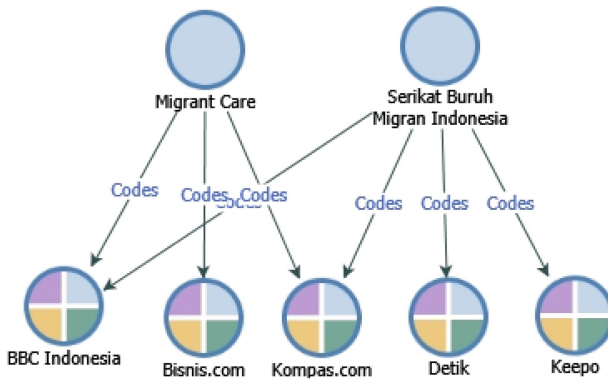 Migrant Care
Serikat Buruh
Migran Indonesia
Codes
Codes
Codes
Codes
Codes
Codes
Codes
BBC Indonesia
Bisnis.com
Kompas.com
Detik
Keepo